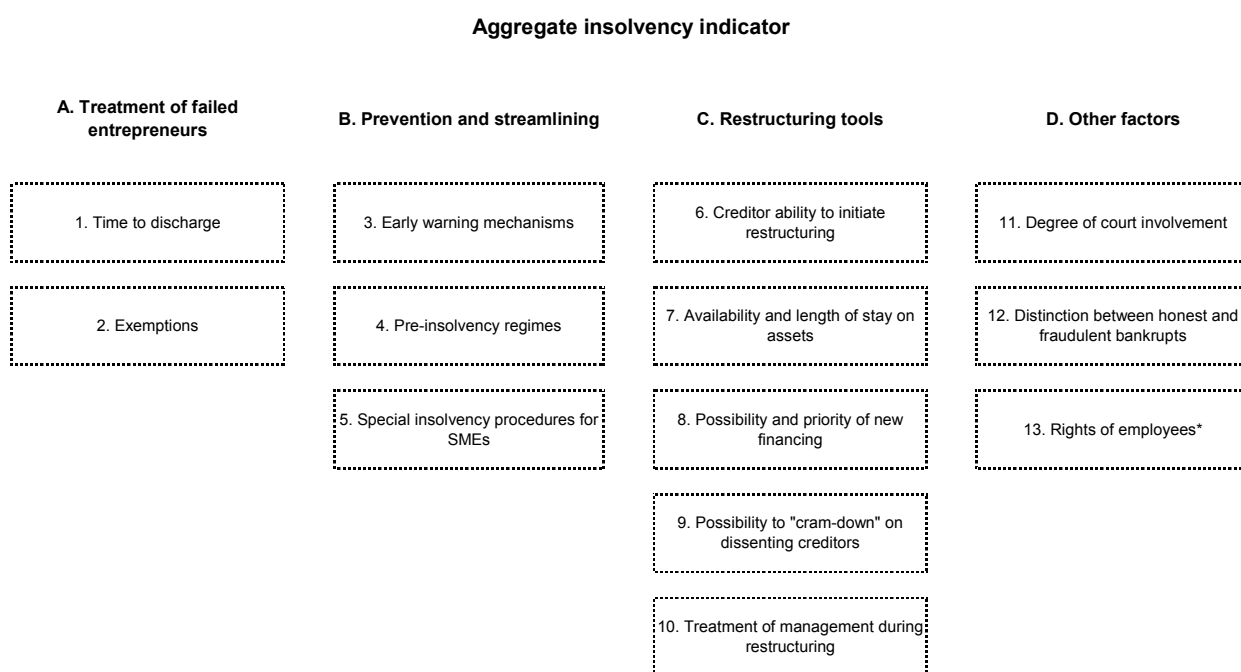 Aggregate insolvency indicator
A. Treatment of failed
entrepreneurs
B. Prevention and streamlining
C. Restructuring tools
D. Other factors
1. Time to discharge
3. Early warning mechanisms
6. Creditor ability to initiate
restructuring
11. Degree of court involvement
2. Exemptions
4. Pre-insolvency regimes
7. Availability and length of stay on
assets
12. Distinction between honest and
fraudulent bankrupts
5. Special insolvency procedures for
SMEs
8. Possibility and priority of new
financing
13. Rights of employees*
9. Possibility to "cram-down" on
dissenting creditors
10. Treatment of management during
restructuring